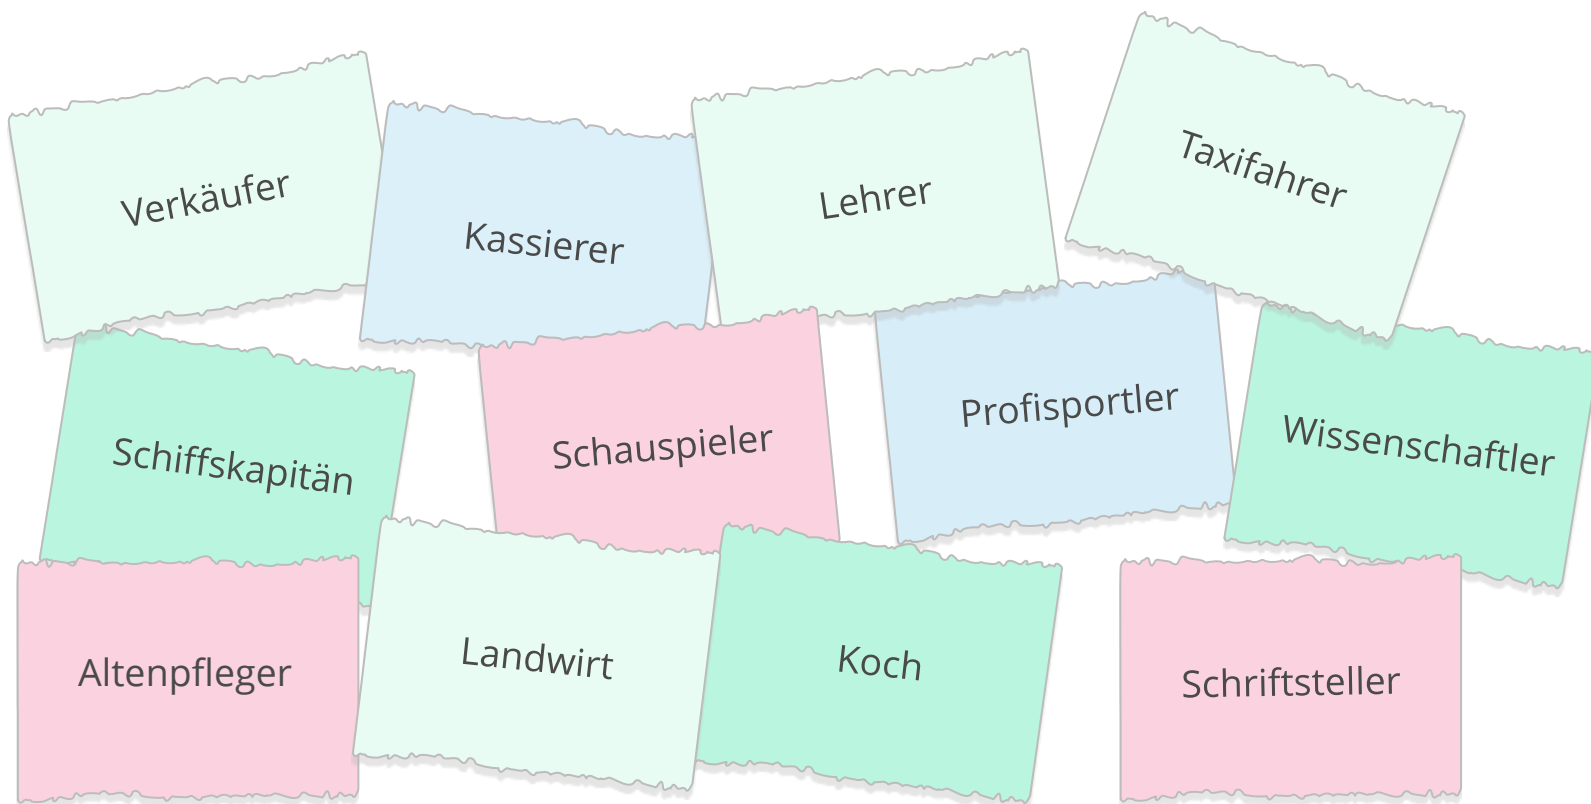 Verkäufer
Kassierer
Lehrer
Taxifahrer
Schiffskapitän
Schauspieler
Profisportler
Wissenschaftler
Altenpfleger
Landwirt
Koch
Schriftsteller